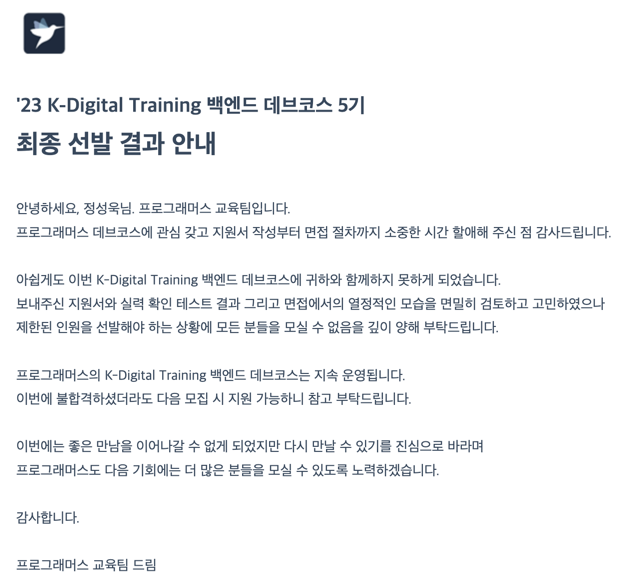 '23 K-Digital Training 백엔드 데브코스 5기
최종 선발 결과 안내
안녕하세요, 정성욱님. 프로그래머스 교육팀입니다.
프로그래머스 데브코스에 관심 갖고 지원서 작성부터 면접 절차까지 소중한 시간 할애해 주신 점 감사드립니다.
아쉽게도 이번 K-Digital Training 백엔드 데브코스에 귀하와 함께하지 못하게 되었습니다.
보내주신 지원서와 실력 확인 테스트 결과 그리고 면접에서의 열정적인 모습을 면밀히 검토하고 고민하였으나
제한된 인원을 선발해야 하는 상황에 모든 분들을 모실 수 없음을 깊이 양해 부탁드립니다.
프로그래머스의 K-Digital Training 백엔드 데브코스는 지속 운영됩니다.
이번에 불합격하셨더라도 다음 모집 시 지원 가능하니 참고 부탁드립니다.
이번에는 좋은 만남을 이어나갈 수 없게 되었지만 다시 만날 수 있기를 진심으로 바라며
프로그래머스도 다음 기회에는 더 많은 분들을 모실 수 있도록 노력하겠습니다.
감사합니다.
프로그래머스 교육팀 드림